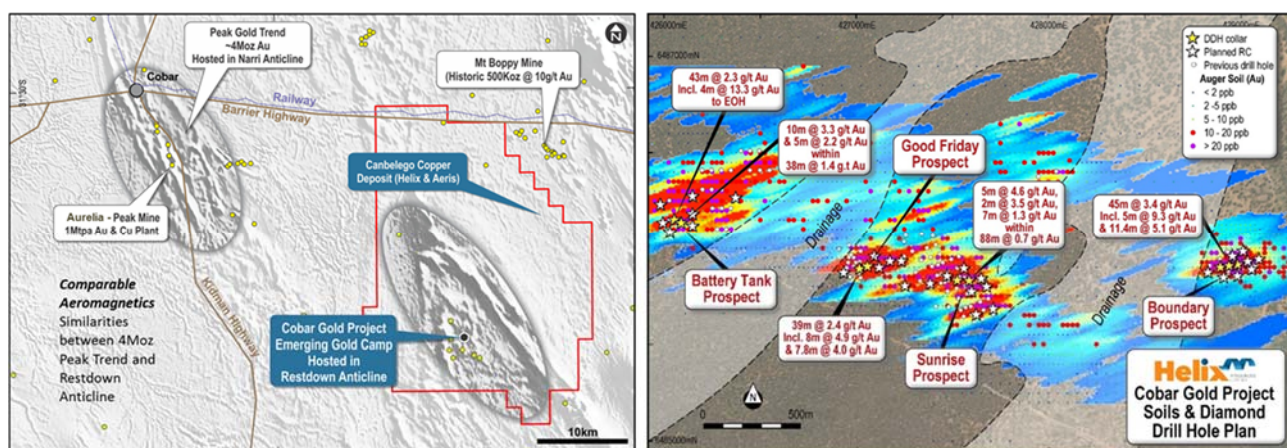 Peak Gold Trend
~4Moz Au
Hosted in Narri Anticline
Cobar
Railway
Barrier Highway
Mt Boppy Mine
(Historic 500Koz @ 10g/t Au)
31°30'S
Canbelego Copper
Deposit (Helix & Aeris)
Aurelia - Peak Mine
1Mtpa Au & Cu Plant
Kidman Highway
Comparable
Aeromagnetics
Similarities
between 4Moz
Peak Trend and
Restdown
Anticline
Cobar Gold Project
Emerging Gold Camp
Hosted in
Restdown Anticline
10km
N
426000mE
427000mE
428000mE
6487000mN
43m @ 2.3 g/t Au
Incl. 4m @ 13.3 g/t Au
to EOH
10m @ 3.3 g/t Au
& 5m @ 2.2 g/t Au
within
38m @ 1.4 g.t Au
Good Friday
Prospect
5m @ 4.6 g/t Au,
2m @ 3.5 g/t Au,
7m @ 1.3 g/t Au
within
88m @ 0.7 g/t Au
45m @ 3.4 g/t Au
Incl. 5m @ 9.3 g/t Au
& 11.4m @ 5.1 g/t Au
DDH collar
Planned RC
Previous drill hole
Auger Soil (Au)
< 2 ppb
2 - 5 ppb
5 - 10 ppb
10 - 20 ppb
> 20 ppb
Drainage
Battery Tank
Prospect
39m @ 2.4 g/t Au
Incl. 8m @ 4.9 g/t Au
& 7.8m @ 4.0 g/t Au
Sunrise
Prospect
Drainage
Boundary
Prospect
N
0
500m
6485000mN
Helix
Cobar Gold Project
Soils & Diamond
Drill Hole Plan